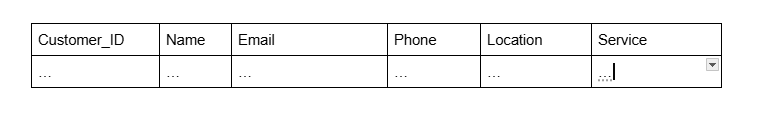 Customer_ID Name Email Phone Location Service
... ... ... ... ... ...